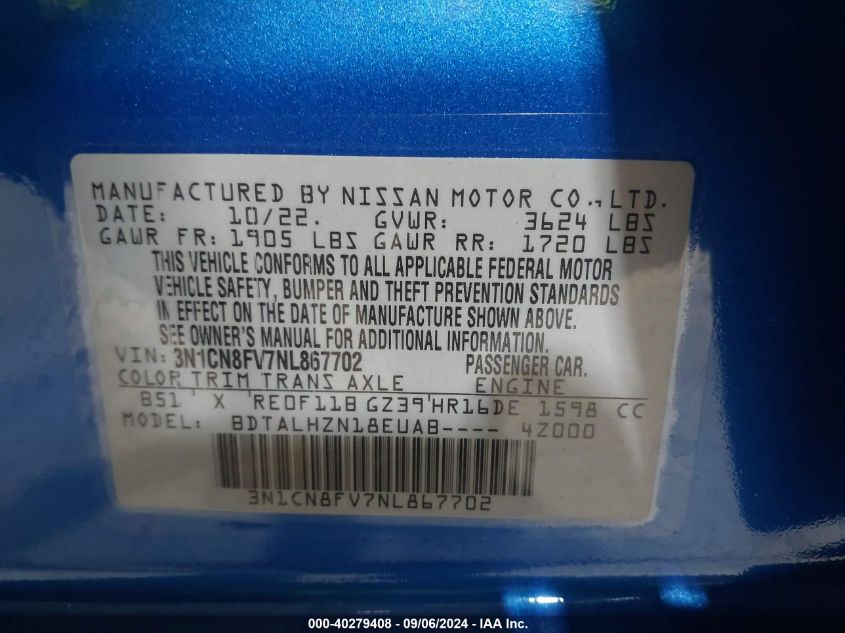 MANUFACTURED BY NISSAN MOTOR CO., LTD.
DATE: 10/22. GVWR: 3624 LBS
GAWR FR: 1905 LBS GAWR RR: 1720 LBS
THIS VEHICLE CONFORMS TO ALL APPLICABLE FEDERAL MOTOR
VEHICLE SAFETY, BUMPER AND THEFT PREVENTION STANDARDS
IN EFFECT ON THE DATE OF MANUFACTURE SHOWN ABOVE.
SEE OWNER'S MANUAL FOR ADDITIONAL INFORMATION.
VIN: 3N1CN8FV7NL867702 PASSENGER CAR.
COLOR TRIM TRANS AXLE ENGINE
B51 X RE0F11B GZ39 HR16DE 1598 CC
MODEL: BDTALHZN18EUAB---- 4Z000
3N1CN8FV7NL867702
000-40279408 - 09/06/2024 - IAA Inc.